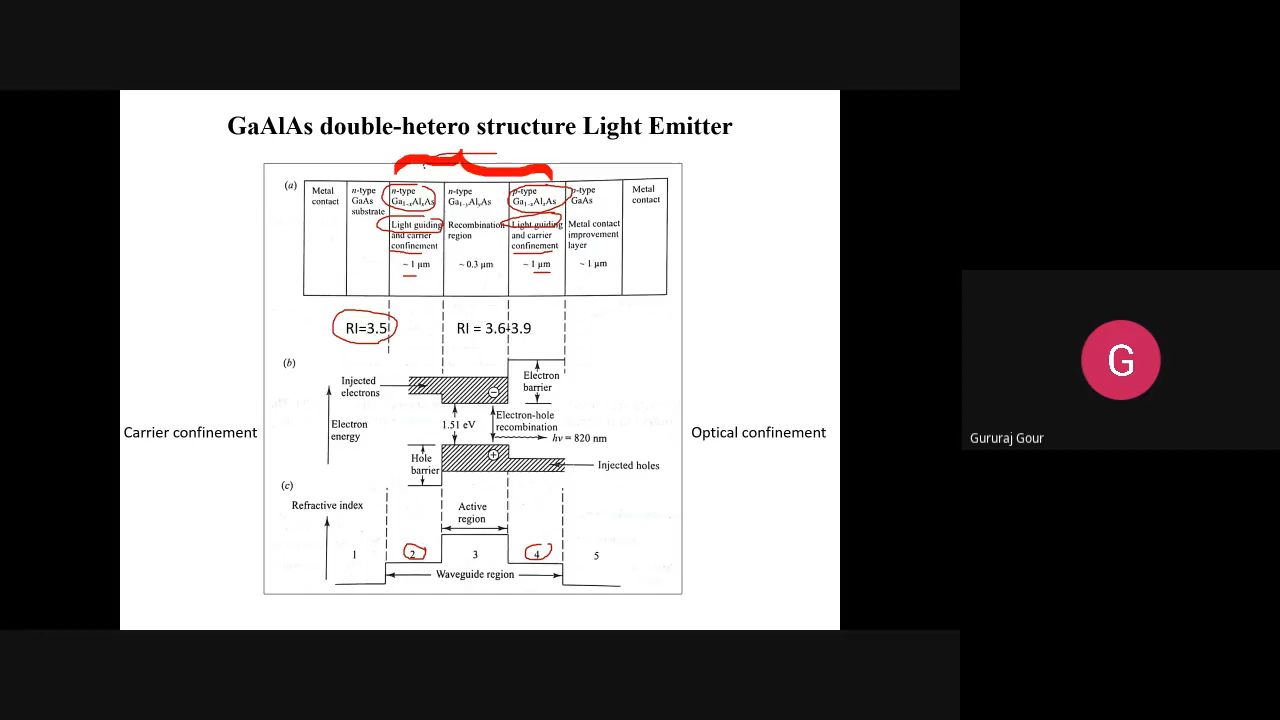 GaAlAs double-hetero structure Light Emitter
(a)
Metal
contact
n-type
GaAs
substrate
n-type
Ga1-xAlxAs
Light guiding
and carrier
confinement
~ 1 μm
n-type
Ga1-yAlyAs
Recombination
region
~ 0.3 μm
p-type
Ga1-xAlxAs
Light guiding
and carrier
confinement
~ 1 μm
-type
GaAs
Metal contact
improvement
layer
~ 1 μm
Metal
contact
RI=3.5
RI = 3.6-3.9
(b)
Injected
electrons
Electron
barrier
Electron
energy
1.51 eV
Electron-hole
recombination
hν = 820 nm
Carrier confinement
Optical confinement
Hole
barrier
Injected holes
(c)
Refractive index
Active
region
1
2
3
4
5
Waveguide region
G
Gururaj Gour